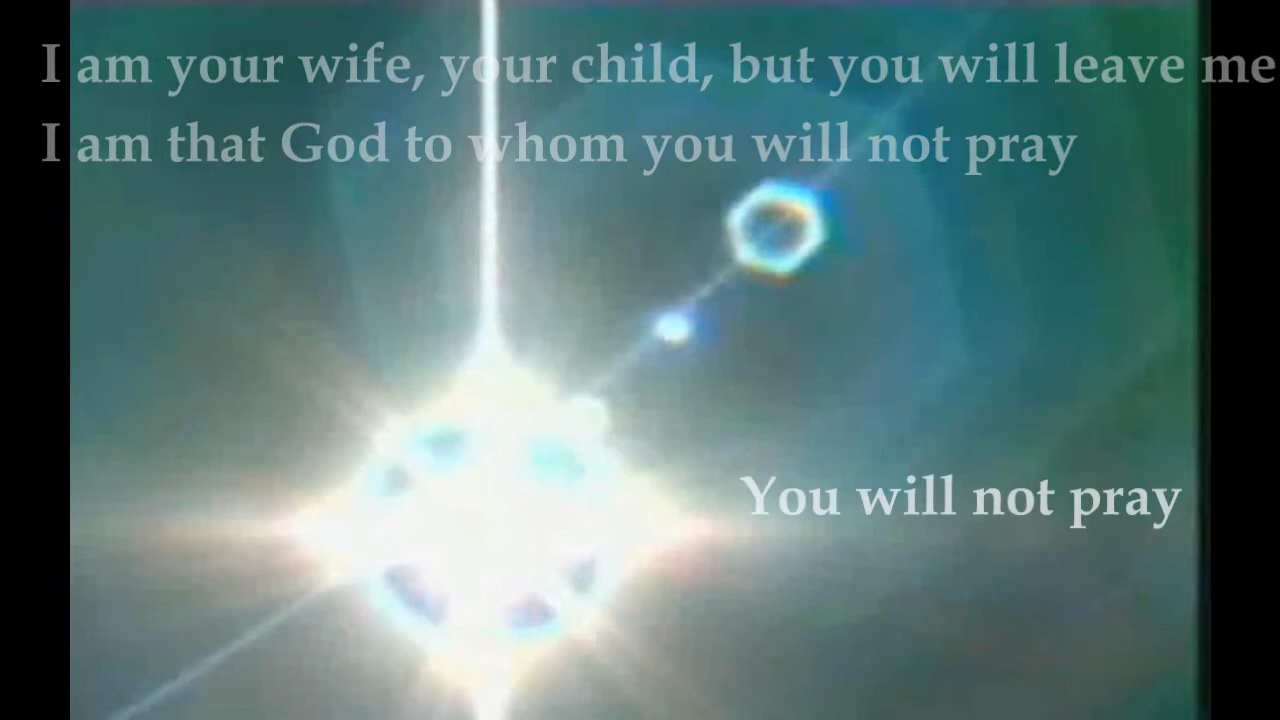 I am your wife, your child, but you will leave me
I am that God to whom you will not pray
You will not pray